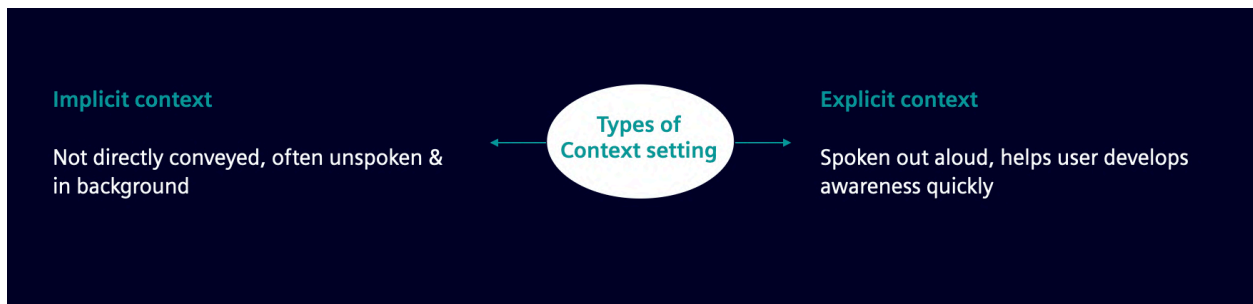 Implicit context
Not directly conveyed, often unspoken &
in background
Types of
Context setting
Explicit context
Spoken out aloud, helps user develops
awareness quickly